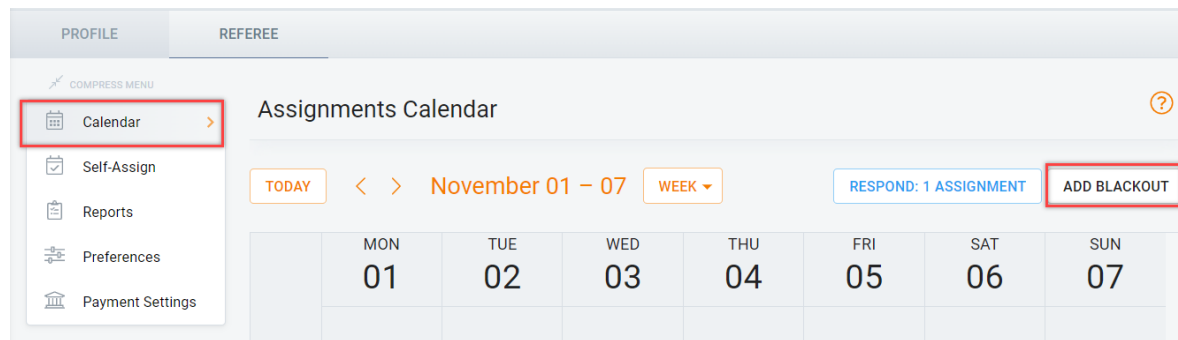 PROFILE REFEREE
COMPRESS MENU
Calendar
Self-Assign
Reports
Preferences
Payment Settings
Assignments Calendar
?
TODAY < > November 01 – 07 WEEK RESPOND: 1 ASSIGNMENT ADD BLACKOUT
MON TUE WED THU FRI SAT SUN
01 02 03 04 05 06 07